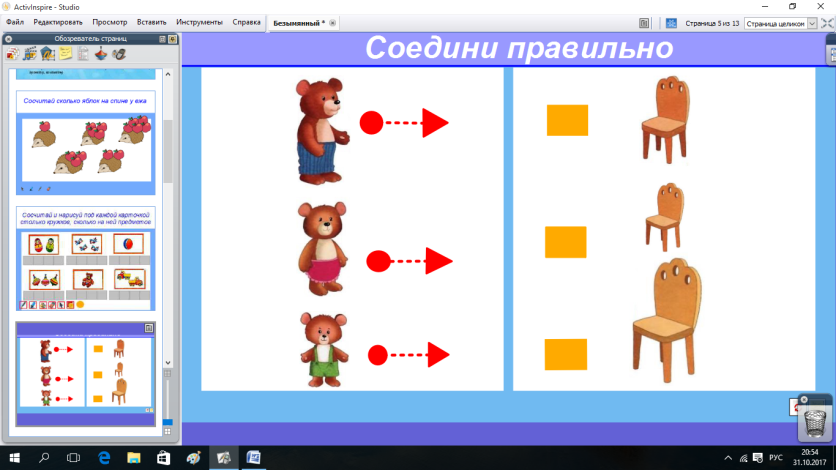 ActivInspire - Studio
Файл Редактировать Просмотр Вставить Инструменты Справка Безымянный * Страница 5 из 13 Страница целиком
Обозреватель страниц
Соедини правильно
Сосчитай сколько яблок на спине у ежа
Сосчитай и нарисуй под каждой карточкой
столько кружков, сколько на ней предметов
РУС
20:54
31.10.2017